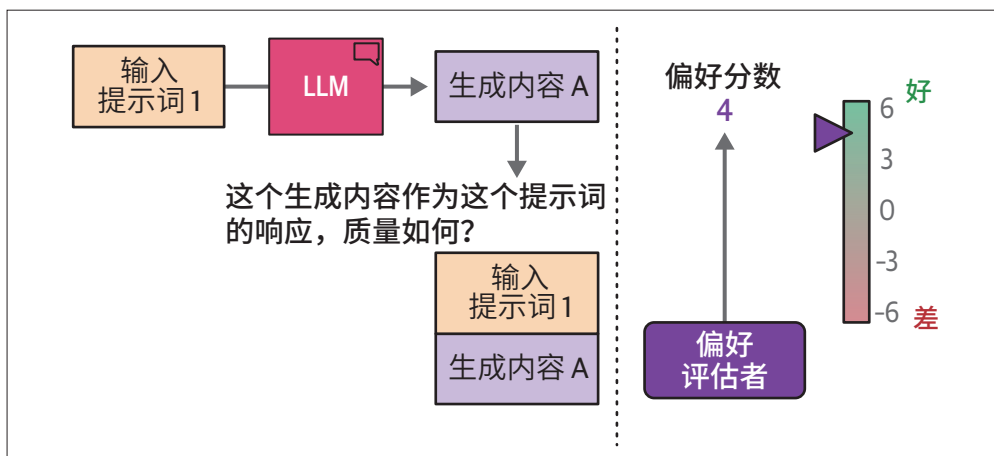 输入
提示词 1
LLM
生成内容 A
这个生成内容作为这个提示词
的响应，质量如何？
输入
提示词 1
生成内容 A
偏好分数
4
偏好
评估者
6
好
3
0
-3
-6
差